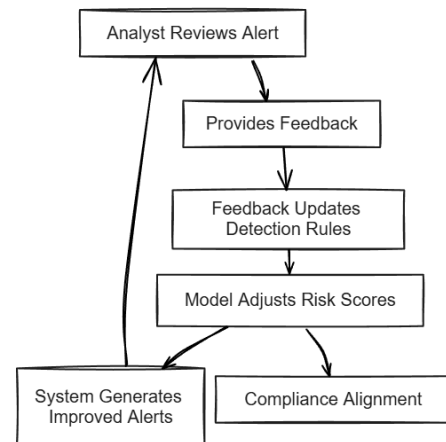 Analyst Reviews Alert
Provides Feedback
Feedback Updates
Detection Rules
Model Adjusts Risk Scores
System Generates
Improved Alerts
Compliance Alignment